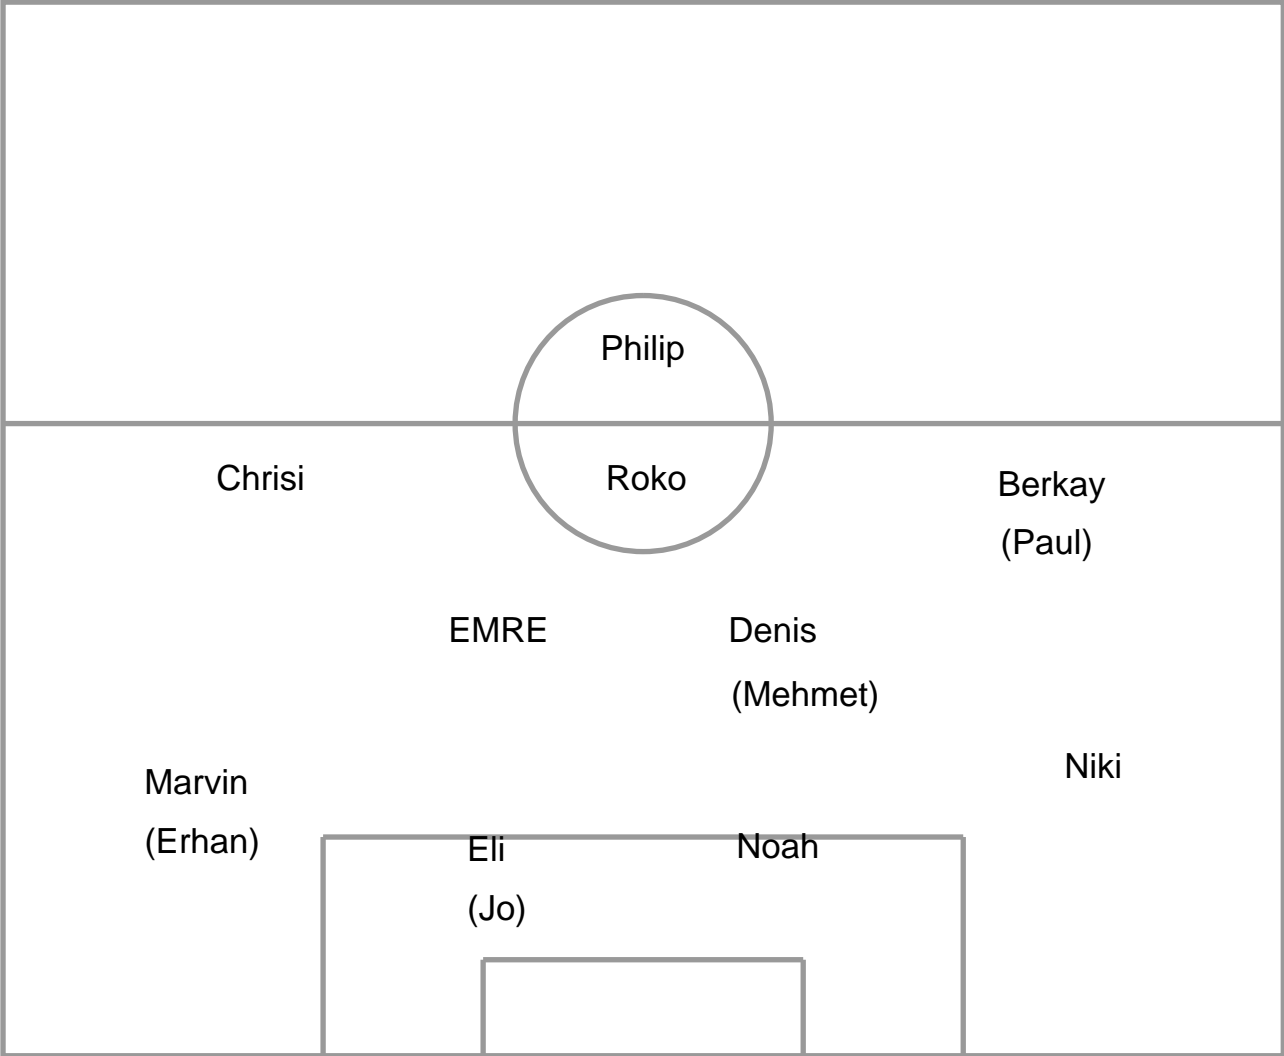 Philip
Chrisi
Roko
Berkay
(Paul)
EMRE
Denis
(Mehmet)
Niki
Marvin
(Erhan)
Eli
(Jo)
Noah